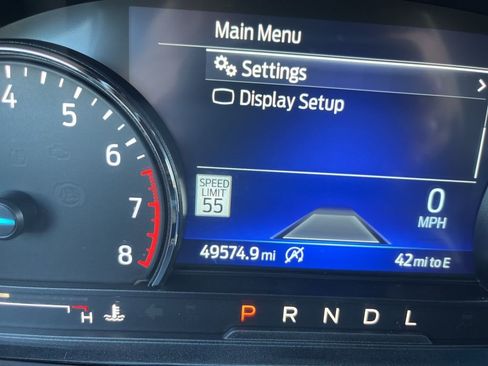 Main Menu
Settings
Display Setup
4
5
6
7
8
SPEED
LIMIT
55
0
MPH
49574.9 mi
42 mi to E
H
P R N D L